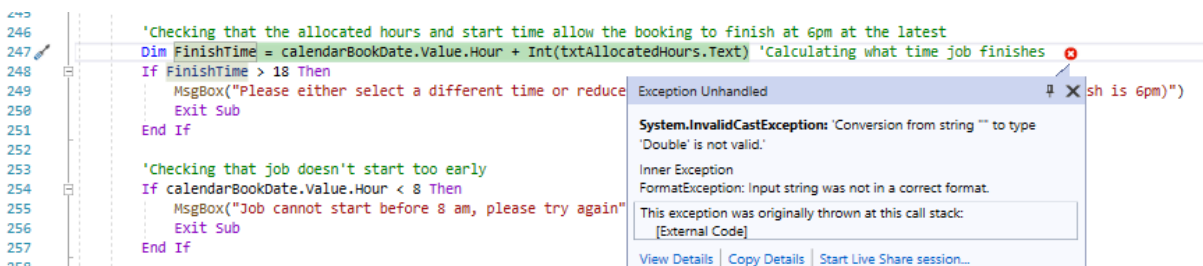 245
246 'Checking that the allocated hours and start time allow the booking to finish at 6pm at the latest
247 Dim FinishTime = calendarBookDate.Value.Hour + Int(txtAllocatedHours.Text) 'Calculating what time job finishes
248 If FinishTime > 18 Then
249 MsgBox("Please either select a different time or reduce sh is 6pm)")
250 Exit Sub
251 End If
252
253 'Checking that job doesn't start too early
254 If calendarBookDate.Value.Hour < 8 Then
255 MsgBox("Job cannot start before 8 am, please try again"
256 Exit Sub
257 End If
258
Exception Unhandled
System.InvalidCastException: 'Conversion from string "" to type
'Double' is not valid.'
Inner Exception
FormatException: Input string was not in a correct format.
This exception was originally thrown at this call stack:
[External Code]
View Details | Copy Details | Start Live Share session...